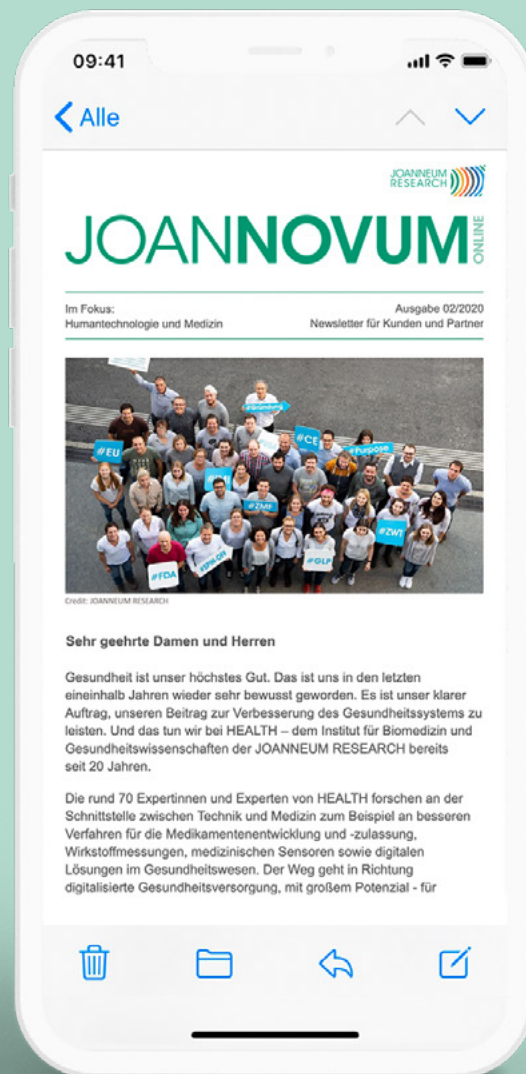 09:41
Alle
JOANNEUM
RESEARCH
JOANNOVUM
ONLINE
Im Fokus:
Humantechnologie und Medizin
Ausgabe 02/2020
Newsletter für Kunden und Partner
#Gründung
#EU
#CE
#Purpose
#ZMF
#ZWT
#FDA
#SPIN-OFF
#GLP
Credit: JOANNEUM RESEARCH
Sehr geehrte Damen und Herren
Gesundheit ist unser höchstes Gut. Das ist uns in den letzten
eineinhalb Jahren wieder sehr bewusst geworden. Es ist unser klarer
Auftrag, unseren Beitrag zur Verbesserung des Gesundheitssystems zu
leisten. Und das tun wir bei HEALTH – dem Institut für Biomedizin und
Gesundheitswissenschaften der JOANNEUM RESEARCH bereits
seit 20 Jahren.
Die rund 70 Expertinnen und Experten von HEALTH forschen an der
Schnittstelle zwischen Technik und Medizin zum Beispiel an besseren
Verfahren für die Medikamentenentwicklung und -zulassung,
Wirkstoffmessungen, medizinischen Sensoren sowie digitalen
Lösungen im Gesundheitswesen. Der Weg geht in Richtung
digitalisierte Gesundheitsversorgung, mit großem Potenzial - für